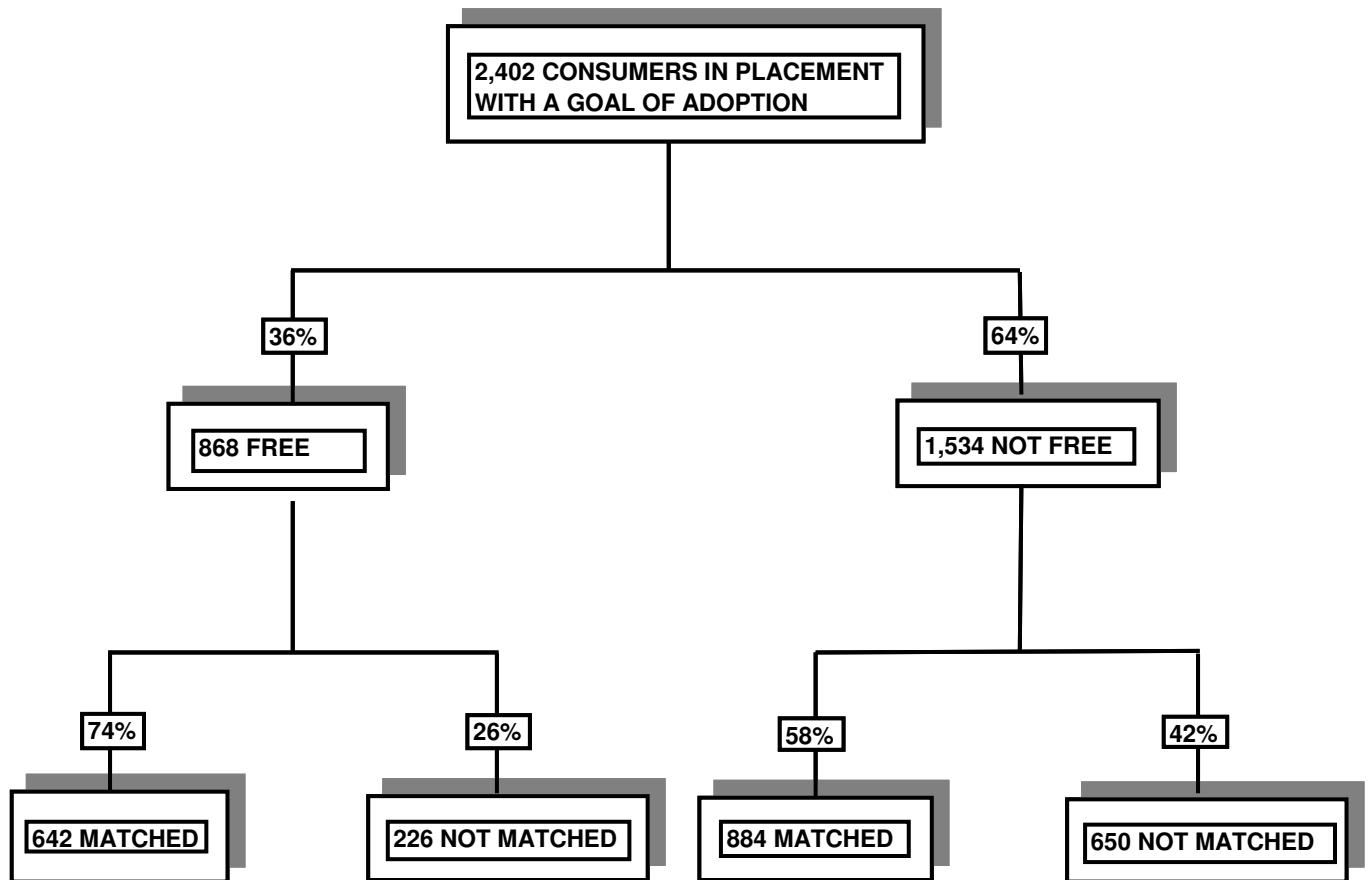 2,402 CONSUMERS IN PLACEMENT
WITH A GOAL OF ADOPTION
36%
64%
868 FREE
1,534 NOT FREE
74%
26%
58%
42%
642 MATCHED
226 NOT MATCHED
884 MATCHED
650 NOT MATCHED